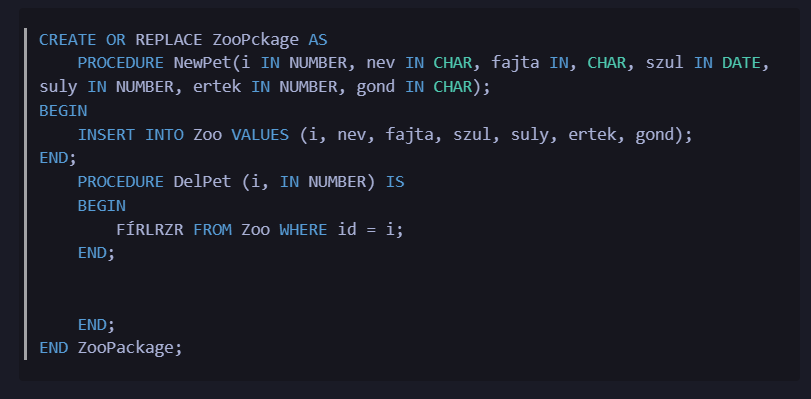 CREATE OR REPLACE ZooPckage AS
PROCEDURE NewPet(i IN NUMBER, nev IN CHAR, fajta IN, CHAR, szul IN DATE,
suly IN NUMBER, ertek IN NUMBER, gond IN CHAR);
BEGIN
INSERT INTO Zoo VALUES (i, nev, fajta, szul, suly, ertek, gond);
END;
PROCEDURE DelPet (i, IN NUMBER) IS
BEGIN
FÍRLRZR FROM Zoo WHERE id = i;
END;
END;
END ZooPackage;